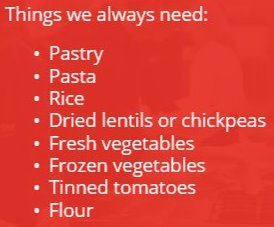 Things we always need:
• Pastry
• Pasta
• Rice
• Dried lentils or chickpeas
• Fresh vegetables
• Frozen vegetables
• Tinned tomatoes
• Flour